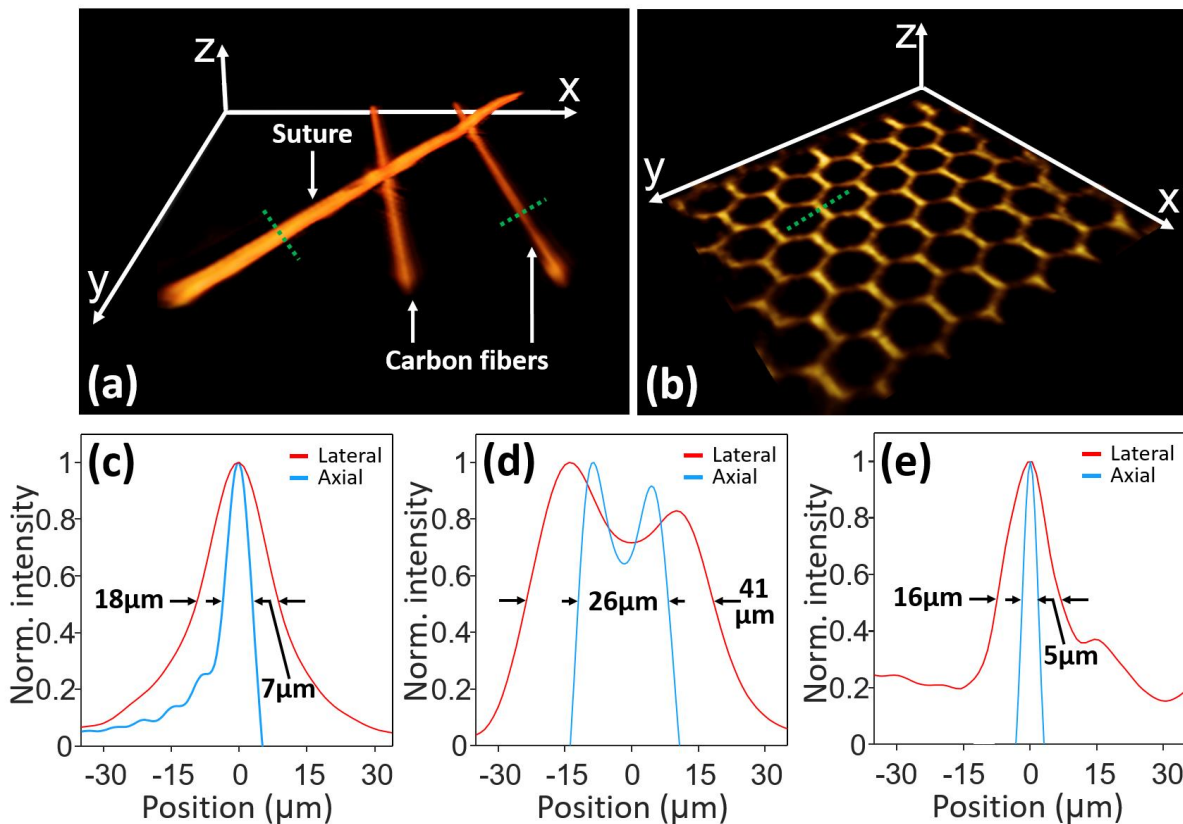 z
x
Suture
y
Carbon fibers
(a)
z
y
x
(b)
(c)
Lateral
Axial
Norm. intensity
1
0.8
0.6
0.4
0.2
0
18µm
7µm
-30 -15 0 15 30
Position (µm)
(d)
Lateral
Axial
Norm. intensity
1
0.8
0.6
0.4
0.2
0
26µm
41
µm
-30 -15 0 15 30
Position (µm)
(e)
Lateral
Axial
Norm. intensity
1
0.8
0.6
0.4
0.2
0
16µm
5µm
-30 -15 0 15 30
Position (µm)